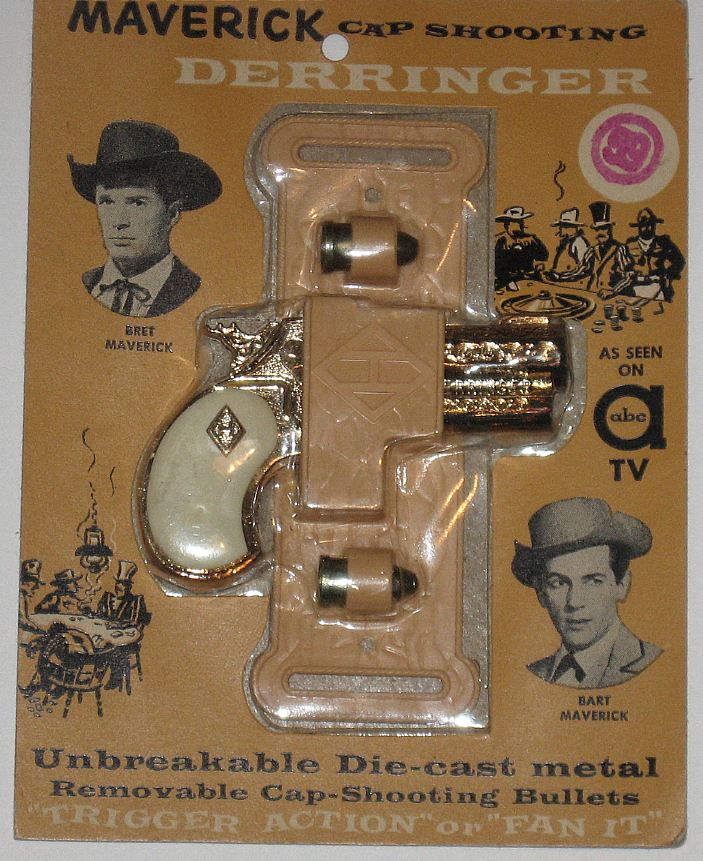 MAVERICK CAP SHOOTING
DERRINGER
BRET
MAVERICK
AS SEEN
ON
abc
TV
H
BART
MAVERICK
Unbreakable Die-cast metal
Removable Cap-Shooting Bullets
"TRIGGER ACTION" or "FAN IT"